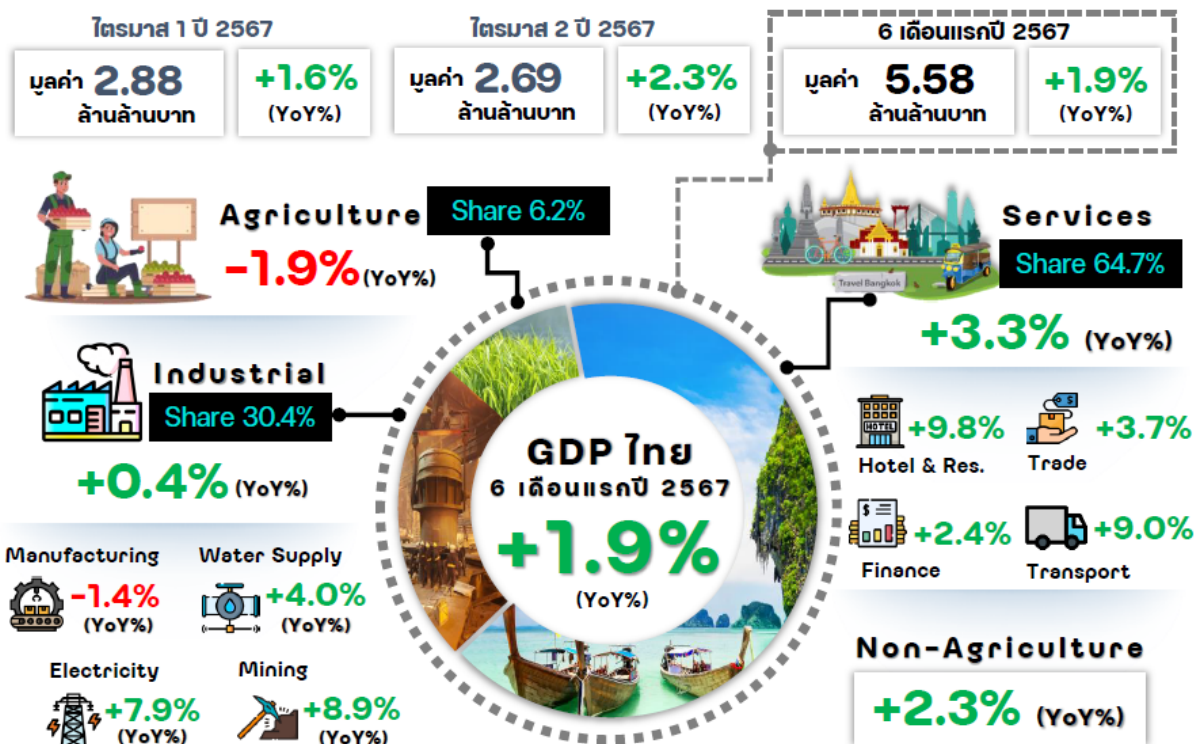 ไตรมาส 1 ปี 2567
มูลค่า 2.88
ล้านล้านบาท
+1.6%
(YoY%)
ไตรมาส 2 ปี 2567
มูลค่า 2.69
ล้านล้านบาท
+2.3%
(YoY%)
6 เดือนแรกปี 2567
มูลค่า 5.58
ล้านล้านบาท
+1.9%
(YoY%)
Agriculture
Share 6.2%
-1.9% (YoY%)
Travel Bangkok
Services
Share 64.7%
+3.3% (YoY%)
Industrial
Share 30.4%
+0.4% (YoY%)
GDP ไทย
6 เดือนแรกปี 2567
+1.9%
(YoY%)
HOTEL
+9.8%
Hotel & Res.
$
+3.7%
Trade
$
+2.4%
Finance
+9.0%
Transport
Manufacturing
-1.4%
(YoY%)
Water Supply
+4.0%
(YoY%)
Electricity
+7.9%
(YoY%)
Mining
+8.9%
(YoY%)
Non-Agriculture
+2.3% (YoY%)